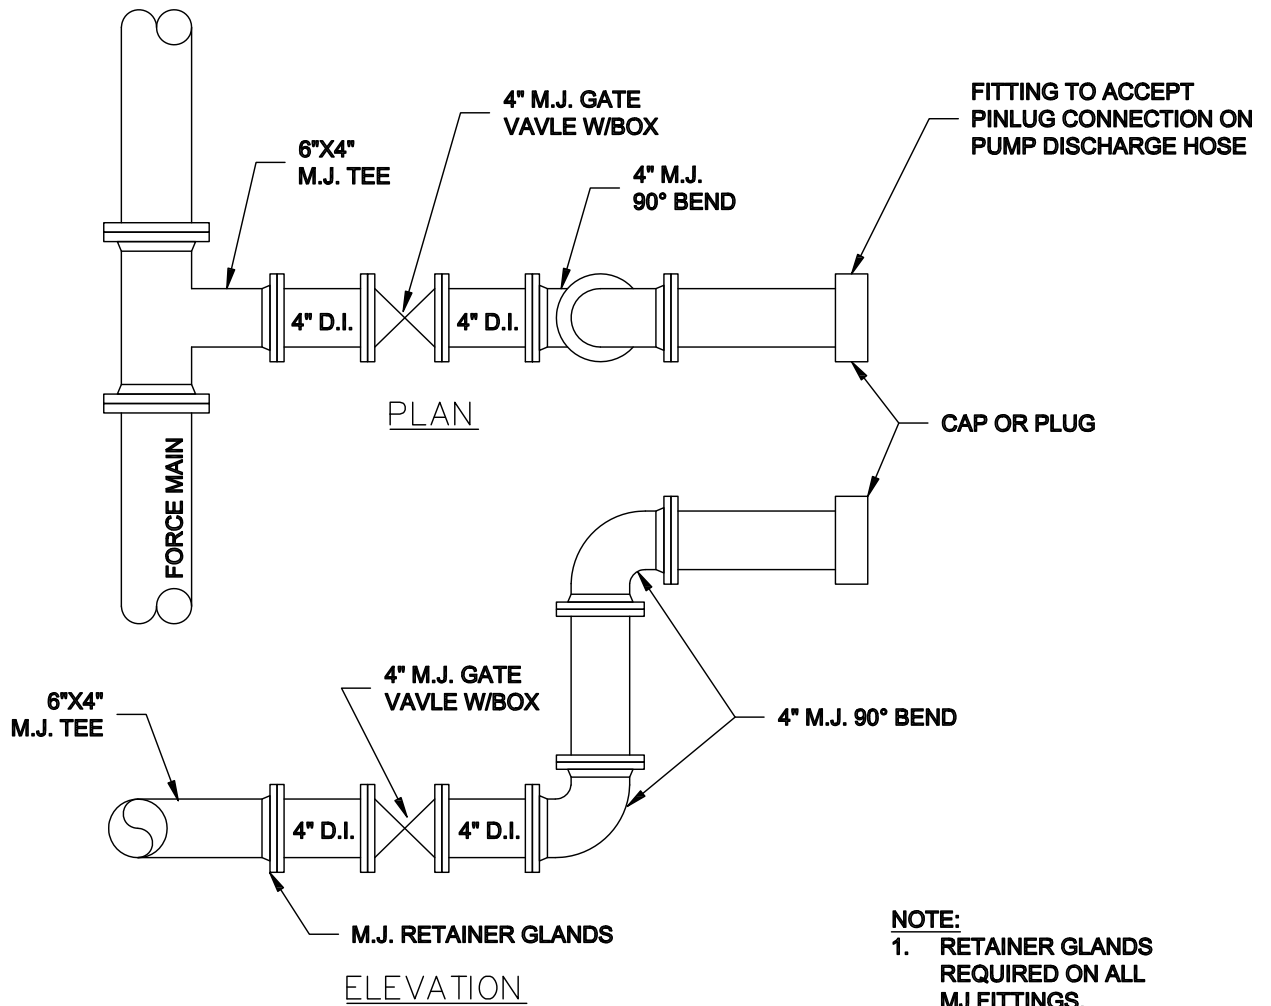 4" M.J. GATE
VAVLE W/BOX
FITTING TO ACCEPT
PINLUG CONNECTION ON
PUMP DISCHARGE HOSE
6"X4"
M.J. TEE
4" M.J.
90° BEND
4" D.I.
4" D.I.
PLAN
CAP OR PLUG
FORCE MAIN
4" M.J. GATE
VAVLE W/BOX
6"X4"
M.J. TEE
4" M.J. 90° BEND
4" D.I.
4" D.I.
M.J. RETAINER GLANDS
ELEVATION
NOTE:
1. RETAINER GLANDS
REQUIRED ON ALL
MJ FITTINGS.